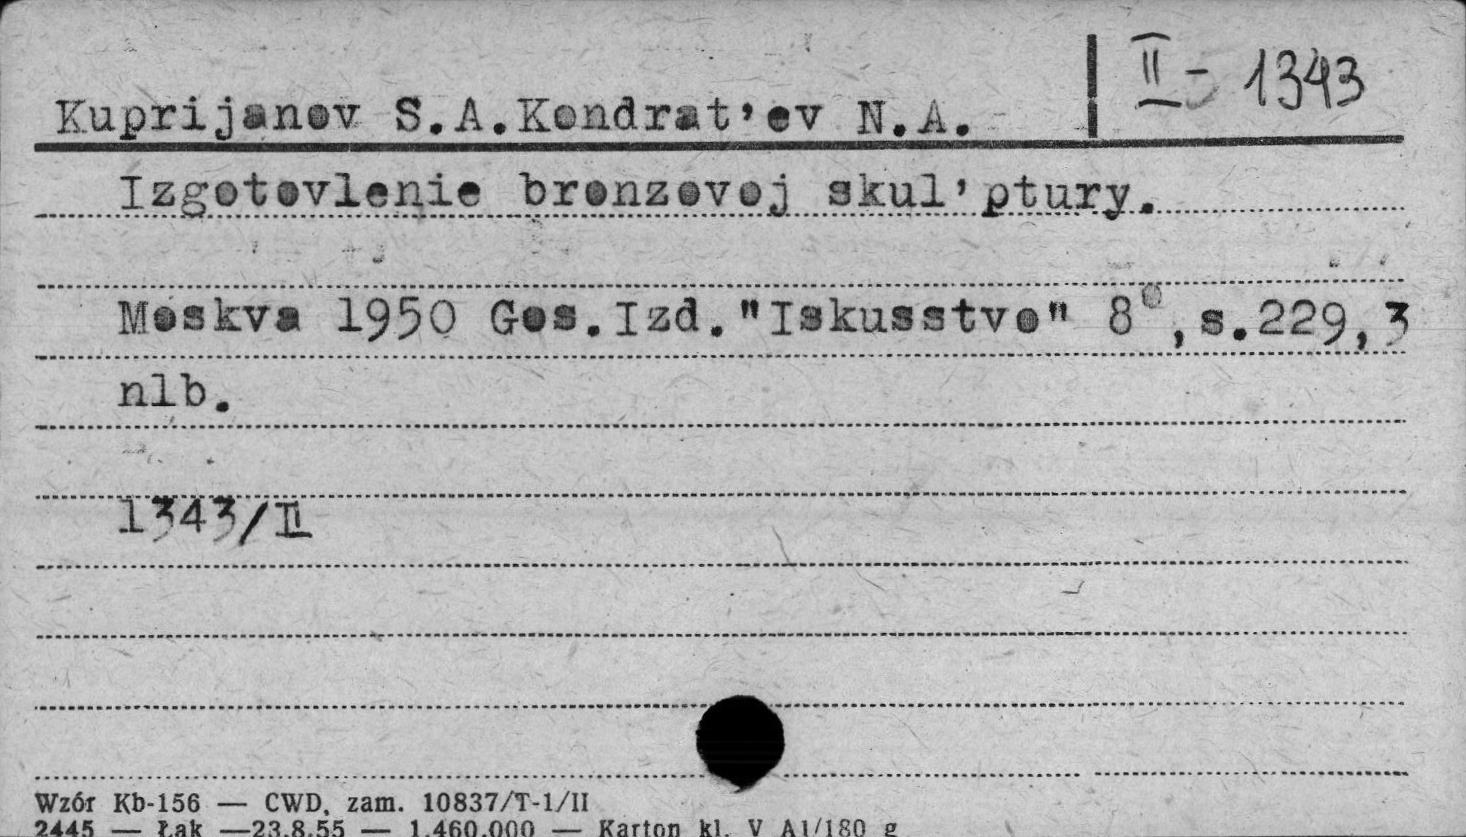 II - 1343
Kuprijanov S.A.Kondrat'ev N.A.
Izgotovlenie bronzovoj skul'ptury.
Moskva 1950 Gos.Izd."Iskusstvo" 8°,s.229,3
nlb.
1343/II
Wzór Kb-156 — CWD, zam. 10837/T-1/II
2445 — Łak —23.8.55 — 1.460.000 — Karton kl. V A1/180 g